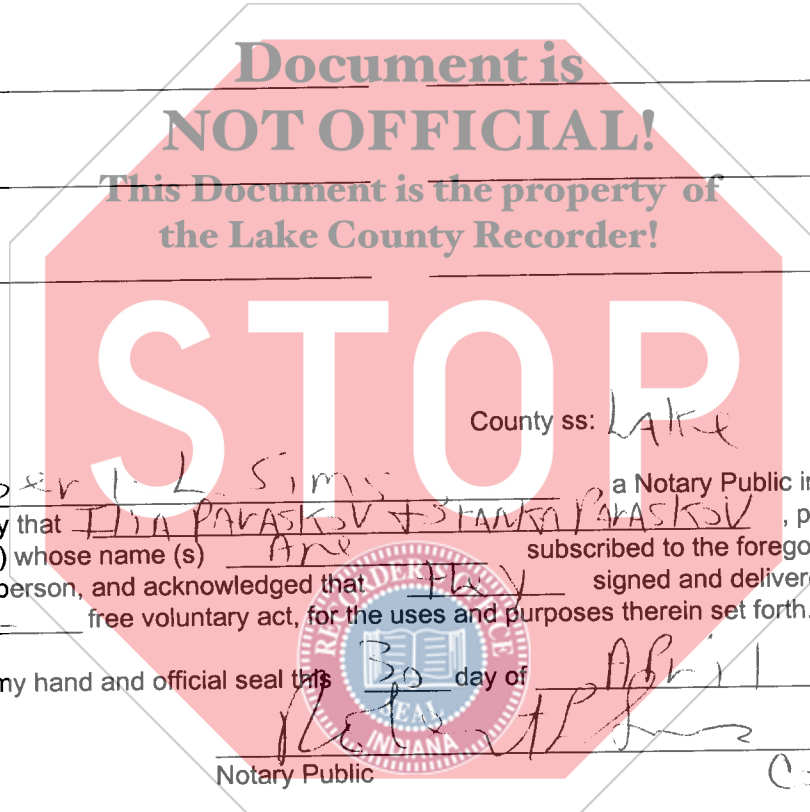 Document is
NOT OFFICIAL!
This Document is the property of
the Lake County Recorder!
STOP
County ss: Lake
L. Sims a Notary Public in
that Ilia Paraskov + Stanka Paraskov , p
) whose name (s) Are subscribed to the forego
person, and acknowledged that they signed and delivere
free voluntary act, for the uses and purposes therein set forth.
my hand and official seal this 30 day of April
RECORDER'S OFFICE
SEAL
INDIANA
Notary Public